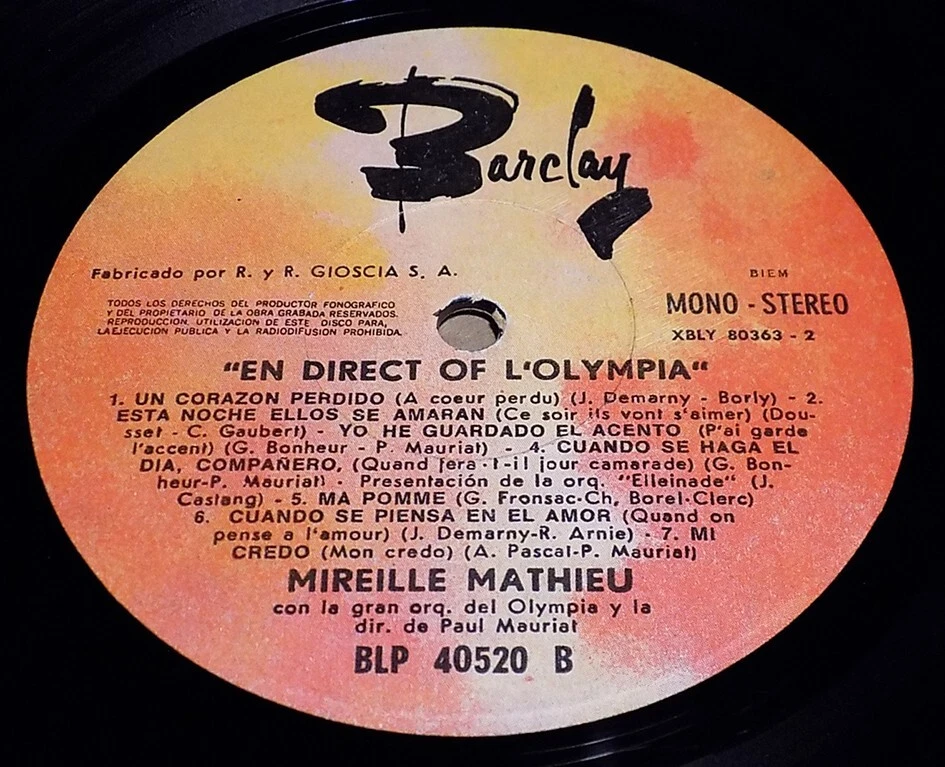 Barclay
Fabricado por R. y R. GIOSCIA S. A.
BIEM
TODOS LOS DERECHOS DEL PRODUCTOR FONOGRAFICO
Y DEL PROPIETARIO DE LA OBRA GRABADA RESERVADOS.
REPRODUCCION, UTILIZACION DE ESTE DISCO PARA,
LA EJECUCION PUBLICA Y LA RADIODIFUSION PROHIBIDA.
MONO - STEREO
XBLY 80363 - 2
"EN DIRECT OF L'OLYMPIA"
1. UN CORAZON PERDIDO (A coeur perdu) (J. Demarny - Borly) - 2.
ESTA NOCHE ELLOS SE AMARAN (Ce soir ils vont s'aimer) (Dou-
sset - C. Gaubert) - YO HE GUARDADO EL ACENTO (P'ai garde
l'accent) (G. Bonheur - P. Mauriat) - 4. CUANDO SE HAGA EL
DIA, COMPAÑERO, (Quand fera-t-il jour camarade) (G. Bon-
heur-P. Mauriat) - Presentación de la orq. "Elleinade" (J.
Castang) - 5. MA POMME (G. Fronsac-Ch, Borel-Clerc)
6. CUANDO SE PIENSA EN EL AMOR (Quand on
pense a l'amour) (J. Demarny-R. Arnie) - 7. MI
CREDO (Mon credo) (A. Pascal-P. Mauriat)
MIREILLE MATHIEU
con la gran orq. del Olympia y la
dir. de Paul Mauriat
BLP 40520 B